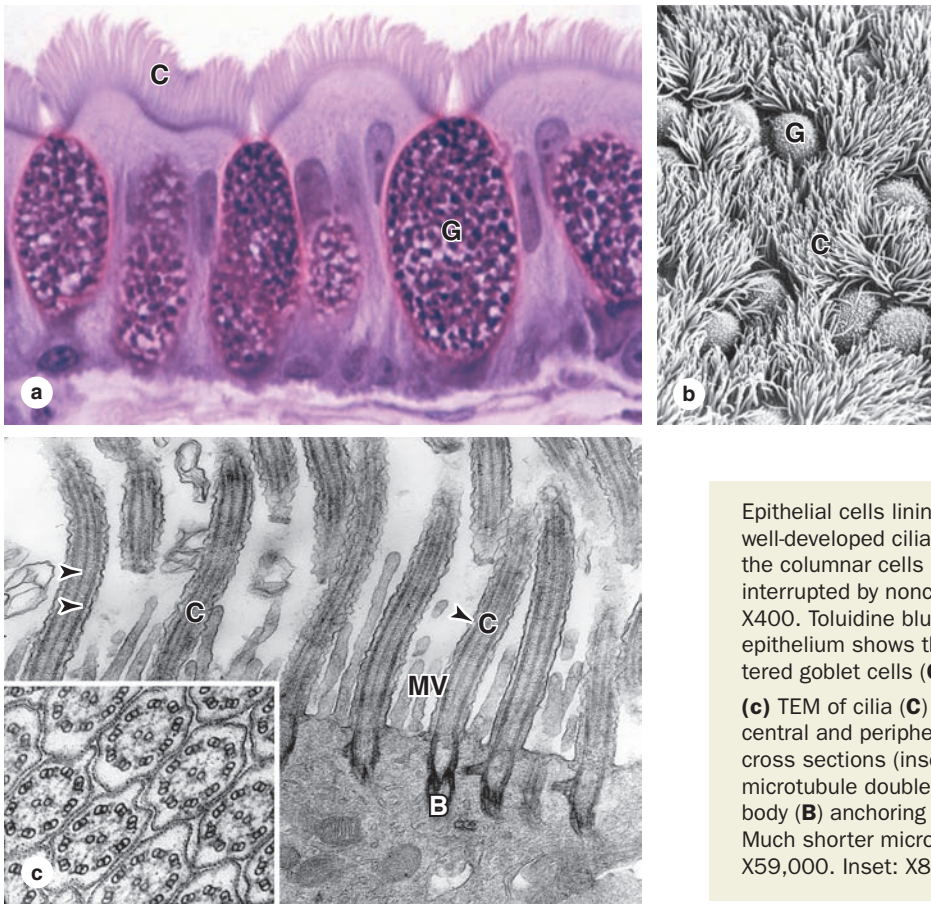 C
G
a
G
C
b
C
C
MV
B
c
Epithelial cells linin
well-developed cilia
the columnar cells
interrupted by nonc
X400. Toluidine blu
epithelium shows th
tered goblet cells (
(c) TEM of cilia (C)
central and periphe
cross sections (inse
microtubule double
body (B) anchoring
Much shorter micro
X59,000. Inset: X8